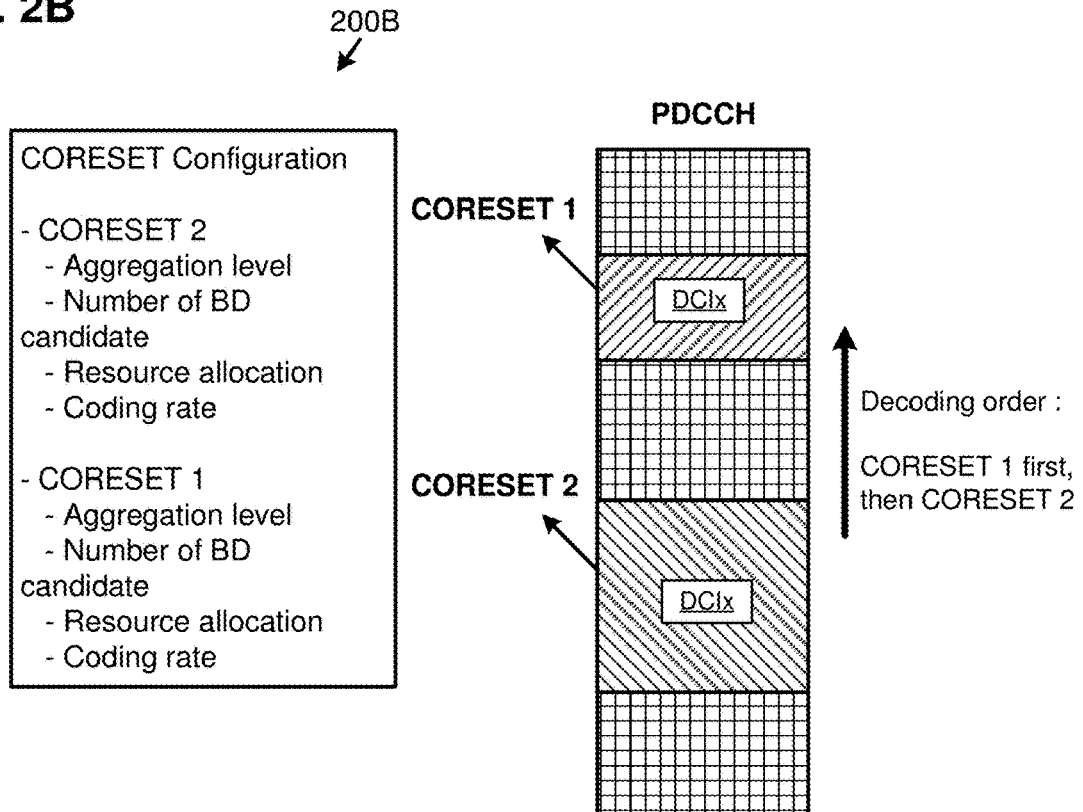 . 2B
200B
CORESET Configuration
- CORESET 2
- Aggregation level
- Number of BD
candidate
- Resource allocation
- Coding rate
- CORESET 1
- Aggregation level
- Number of BD
candidate
- Resource allocation
- Coding rate
PDCCH
CORESET 1
DCIx
CORESET 2
DCIx
Decoding order :
CORESET 1 first,
then CORESET 2